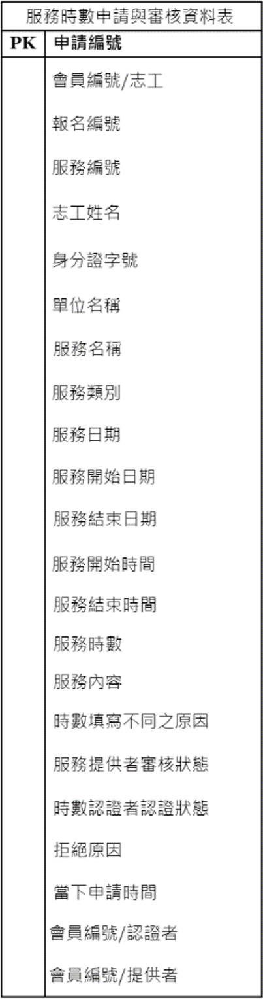 服務時數申請與審核資料表
PK 申請編號
會員編號/志工
報名編號
服務編號
志工姓名
身分證字號
單位名稱
服務名稱
服務類別
服務日期
服務開始日期
服務結束日期
服務開始時間
服務結束時間
服務時數
服務內容
時數填寫不同之原因
服務提供者審核狀態
時數認證者認證狀態
拒絕原因
當下申請時間
會員編號/認證者
會員編號/提供者